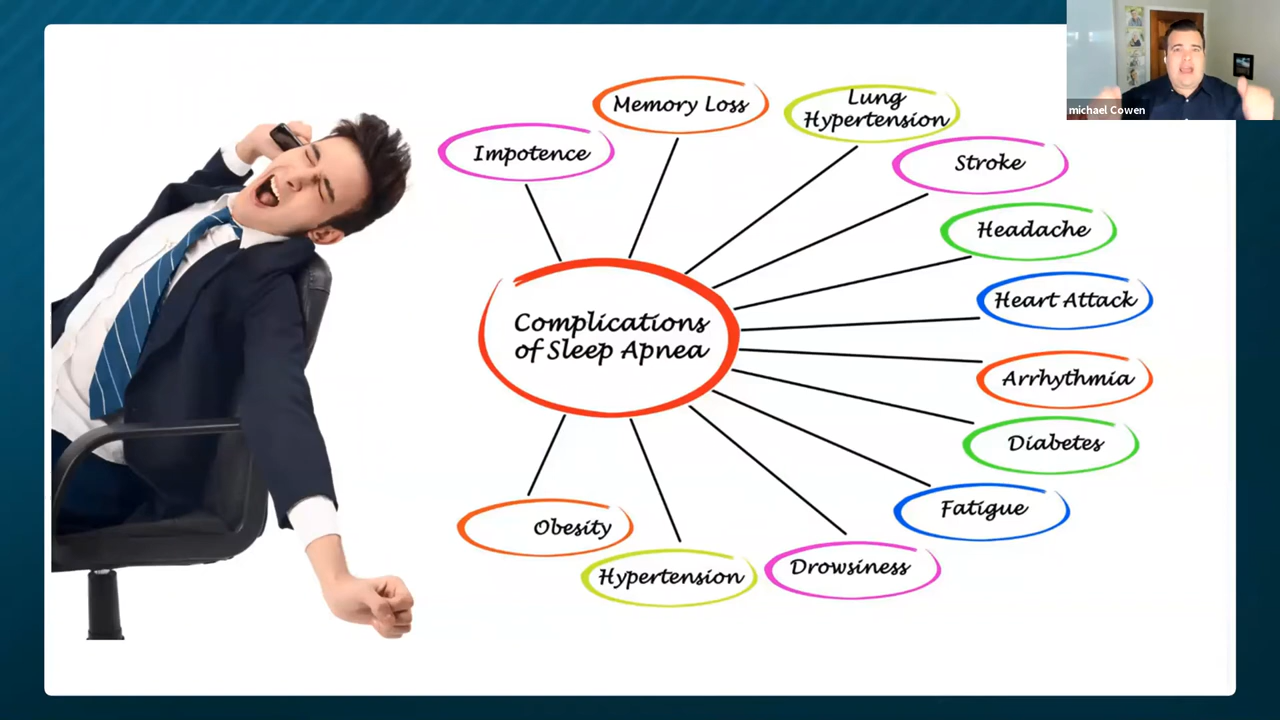 michael Cowen
Memory Loss
Lung
Hypertension
Impotence
Stroke
Headache
Heart Attack
Complications
of Sleep Apnea
Arrhythmia
Diabetes
Fatigue
Obesity
Drowsiness
Hypertension